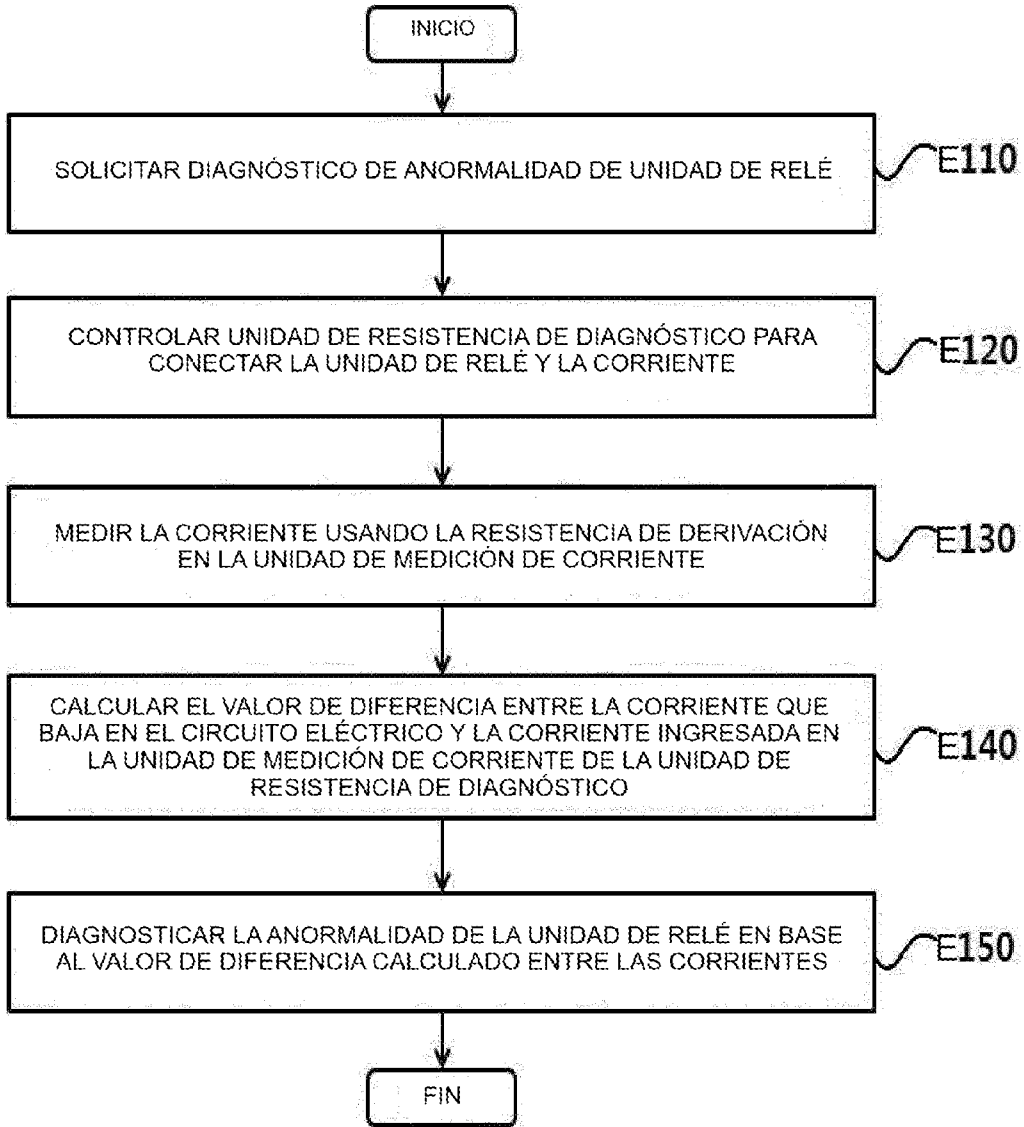 INICIO
SOLICITAR DIAGNÓSTICO DE ANORMALIDAD DE UNIDAD DE RELÉ
E110
CONTROLAR UNIDAD DE RESISTENCIA DE DIAGNÓSTICO PARA
CONECTAR LA UNIDAD DE RELÉ Y LA CORRIENTE
E120
MEDIR LA CORRIENTE USANDO LA RESISTENCIA DE DERIVACIÓN
EN LA UNIDAD DE MEDICIÓN DE CORRIENTE
E130
CALCULAR EL VALOR DE DIFERENCIA ENTRE LA CORRIENTE QUE
BAJA EN EL CIRCUITO ELÉCTRICO Y LA CORRIENTE INGRESADA EN
LA UNIDAD DE MEDICIÓN DE CORRIENTE DE LA UNIDAD DE
RESISTENCIA DE DIAGNÓSTICO
E140
DIAGNOSTICAR LA ANORMALIDAD DE LA UNIDAD DE RELÉ EN BASE
AL VALOR DE DIFERENCIA CALCULADO ENTRE LAS CORRIENTES
E150
FIN